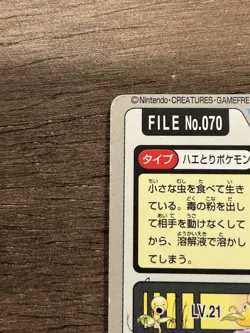 ©Nintendo·CREATURES·GAMEFRE
FILE No.070
タイプ ハエとりポケモン
小さな虫を食べて生き
ている。毒の粉を出し
て相手を動けなくして
から、溶解液で溶かし
てしまう。
LV.21